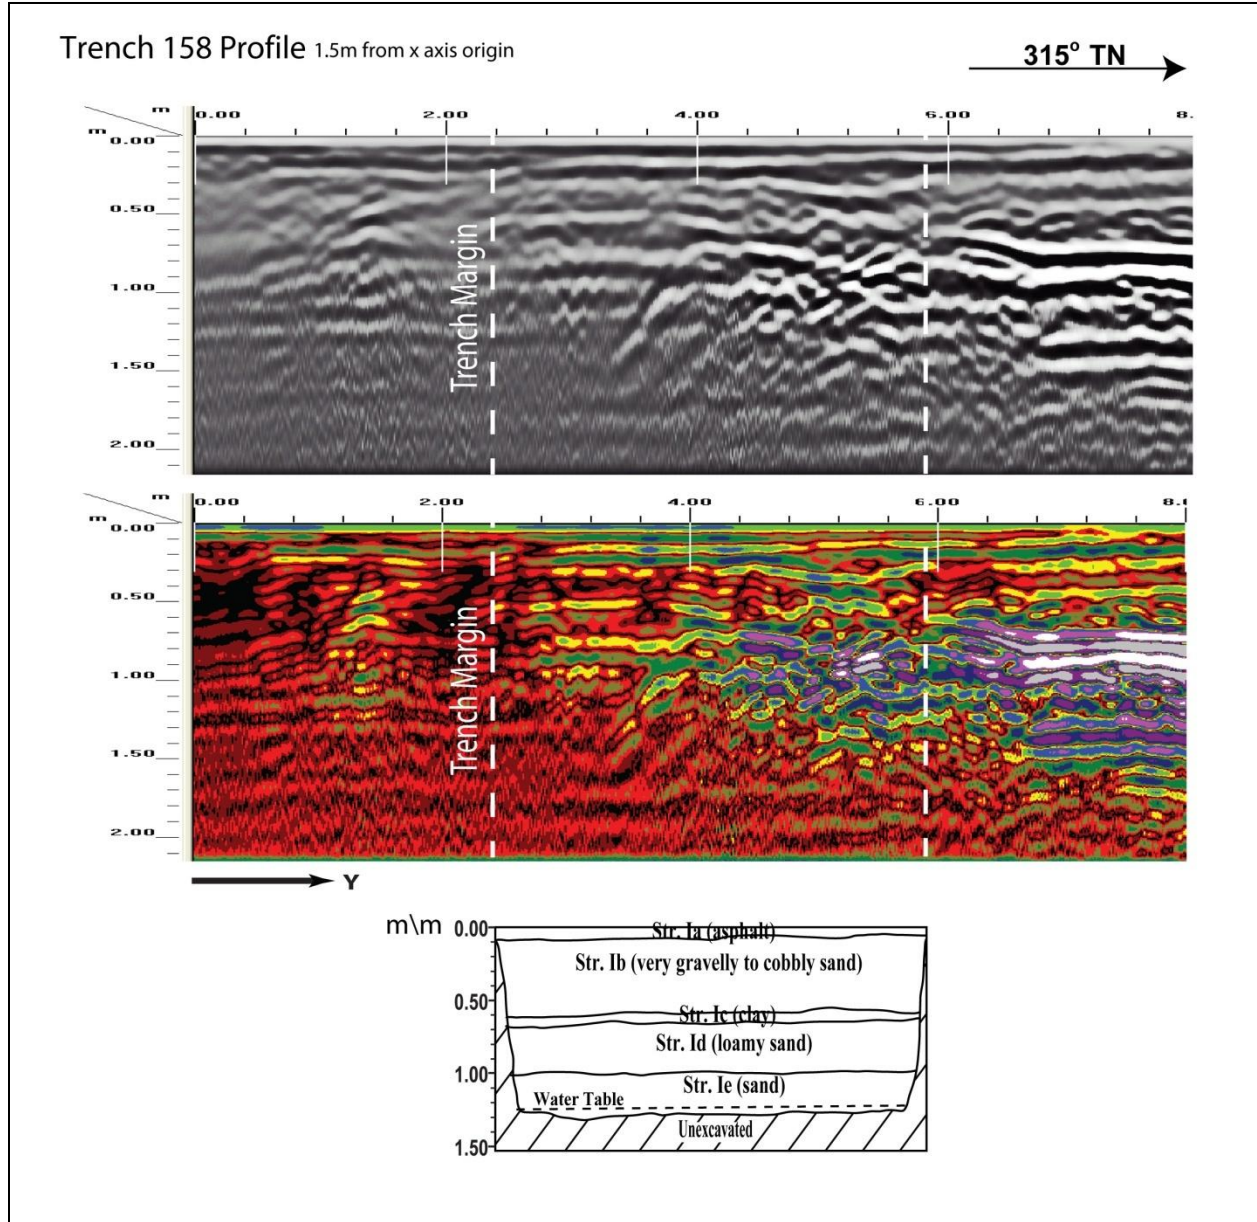 Trench 158 Profile 1.5m from x axis origin
315° TN
m 0.00 2.00 4.00 6.00 8.
m 0.00
0.50
1.00
1.50
2.00
Trench Margin
m 0.00 2.00 4.00 6.00 8.0
m 0.00
0.50
1.00
1.50
2.00
Trench Margin
Y
m\m
0.00
0.50
1.00
1.50
Str. Ia (asphalt)
Str. Ib (very gravelly to cobbly sand)
Str. Ic (clay)
Str. Id (loamy sand)
Str. Ie (sand)
Water Table
Unexcavated